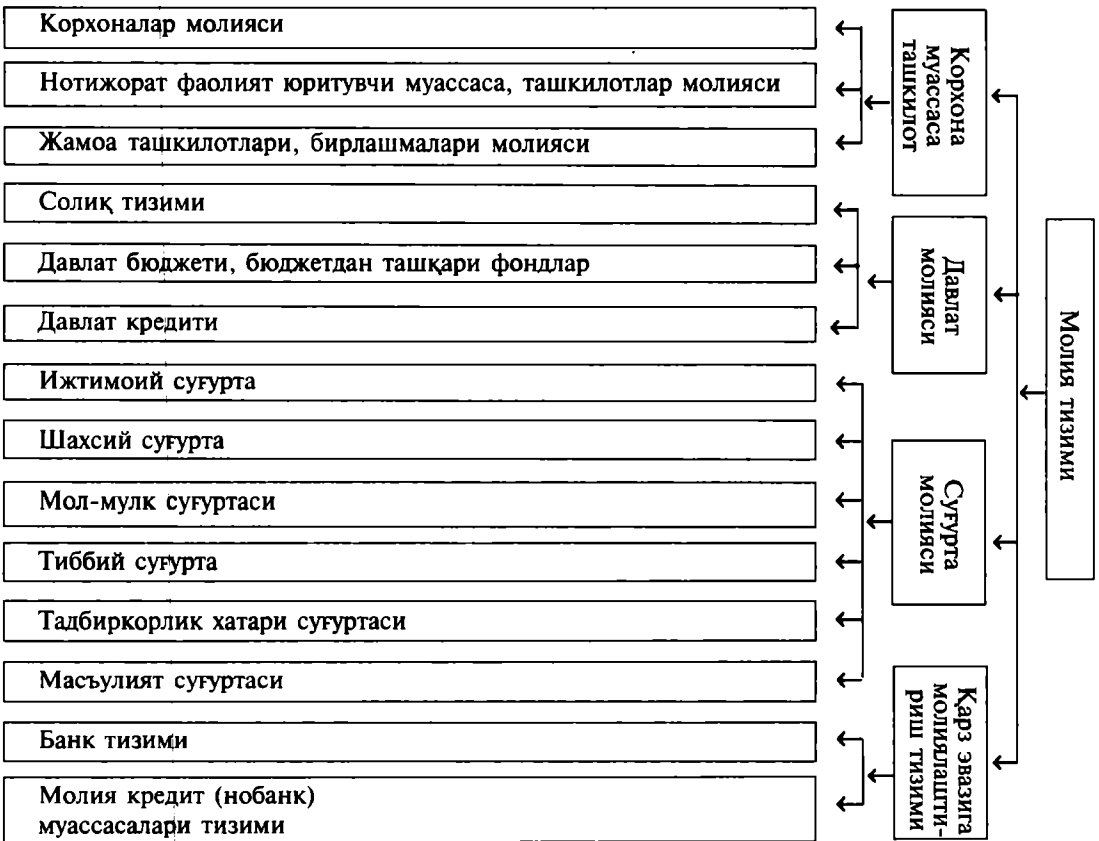 Корхоналар молияси
Нотижорат фаолият юритувчи муассаса, ташкилотлар молияси
Жамоа ташкилотлари, бирлашмалари молияси
Солиқ тизими
Давлат бюджети, бюджетдан ташқари фондлар
Давлат кредити
Ижтимоий суғурта
Шахсий суғурта
Мол-мулк суғуртаси
Тиббий суғурта
Тадбиркорлик хатари суғуртаси
Масъулият суғуртаси
Банк тизими
Молия кредит (нобанк)
муассасалари тизими
Корхона
муассаса
ташкилот
Давлат
молияси
Суғурта
молияси
Қарз эвазига
молиялашти-
риш тизими
Молия тизими